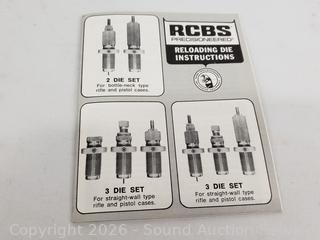 RCBS
PRECISIONEERED®
RELOADING DIE
INSTRUCTIONS
2 DIE SET
For bottle-neck type
rifle and pistol cases.
3 DIE SET
For straight-wall type
rifle and pistol cases.
3 DIE SET
For straight-wall type
rifle and pistol cases.
Copyright 2026 - Sound Auction Service